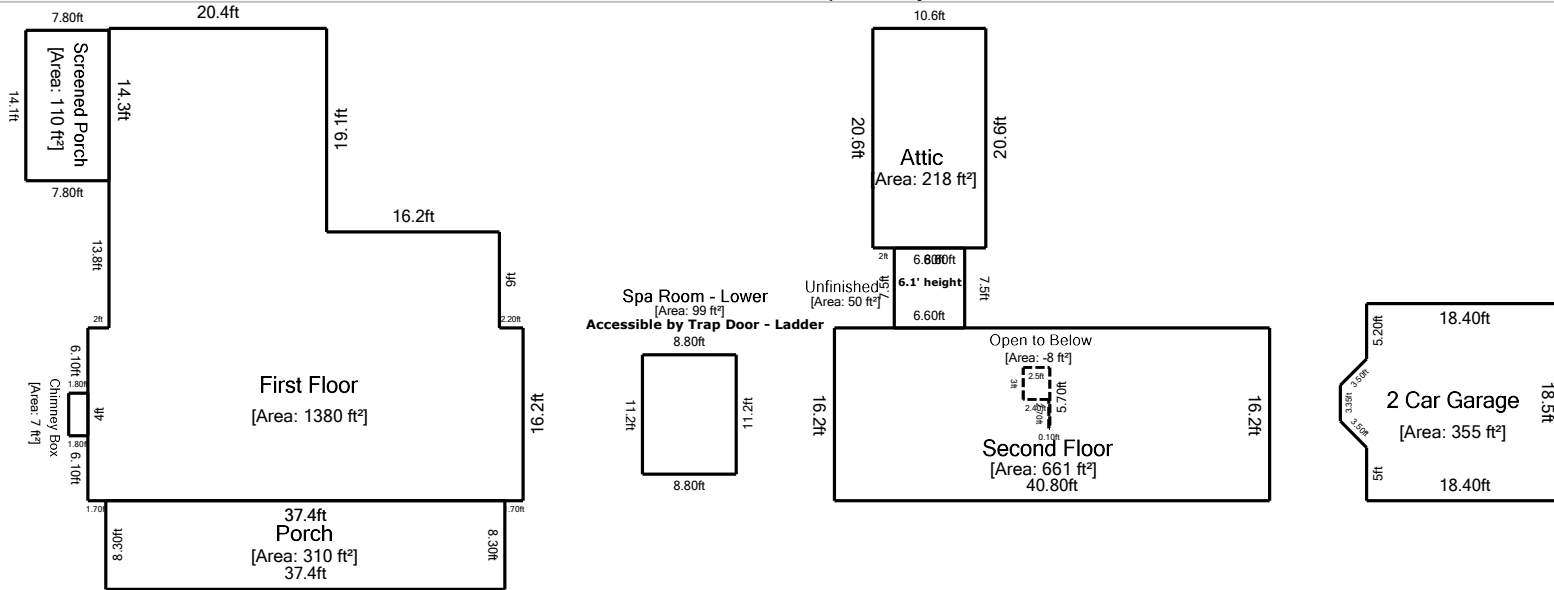 20.4ft
7.80ft
Screened Porch
[Area: 110 ft²]
14.1ft
14.3ft
7.80ft
19.1ft
16.2ft
13.8ft
9ft
2ft
2.20ft
6.10ft
1.80ft
Chimney Box
[Area: 7 ft²]
4ft
1.80ft
6.10ft
First Floor
[Area: 1380 ft²]
16.2ft
1.70ft
.70ft
37.4ft
Porch
[Area: 310 ft²]
37.4ft
8.30ft
8.30ft
Spa Room - Lower
[Area: 99 ft²]
Accessible by Trap Door - Ladder
8.80ft
11.2ft
11.2ft
8.80ft
10.6ft
20.6ft
20.6ft
Attic
[Area: 218 ft²]
2ft
6.60ft
Unfinished
[Area: 50 ft²]
7.5ft
6.1' height
7.5ft
6.60ft
Open to Below
[Area: -8 ft²]
2.5ft
3ft
2.40ft
5.70ft
0.10ft
16.2ft
16.2ft
Second Floor
[Area: 661 ft²]
40.80ft
18.40ft
5.20ft
3.50ft
3.35ft
3.50ft
5ft
2 Car Garage
[Area: 355 ft²]
18.5ft
18.40ft